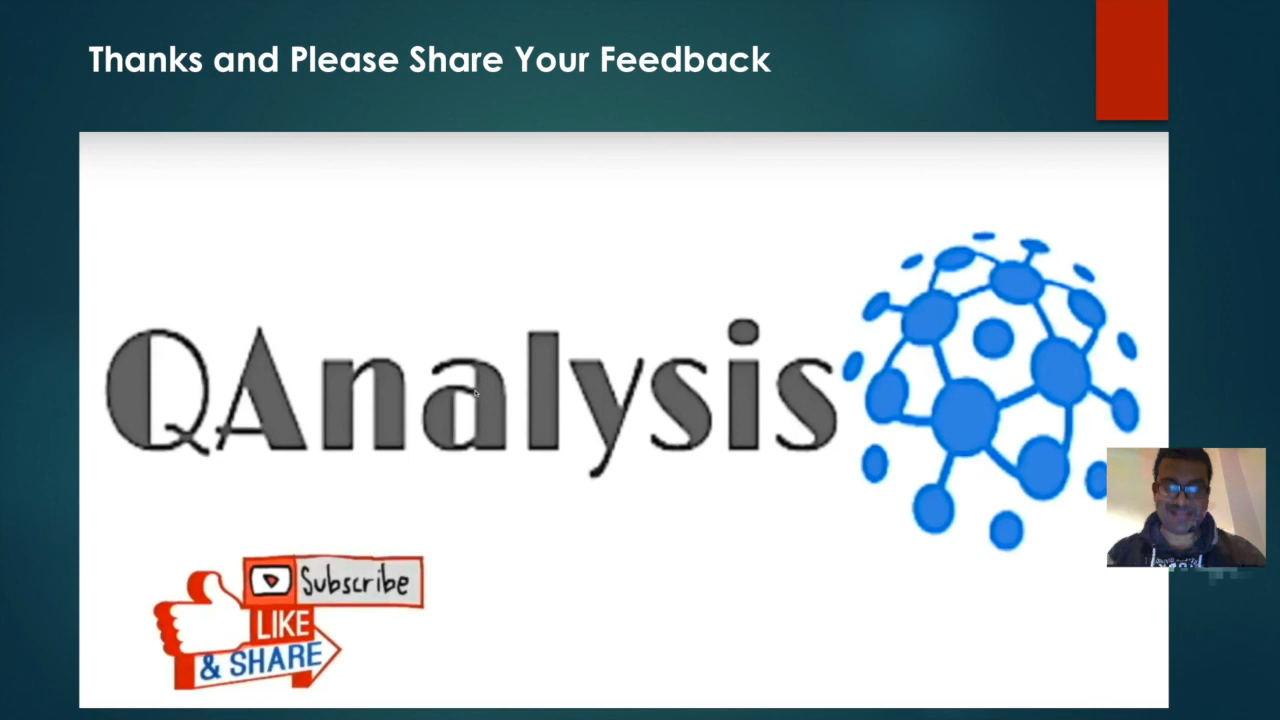 Thanks and Please Share Your Feedback
QAnalysis
Subscribe
LIKE
& SHARE